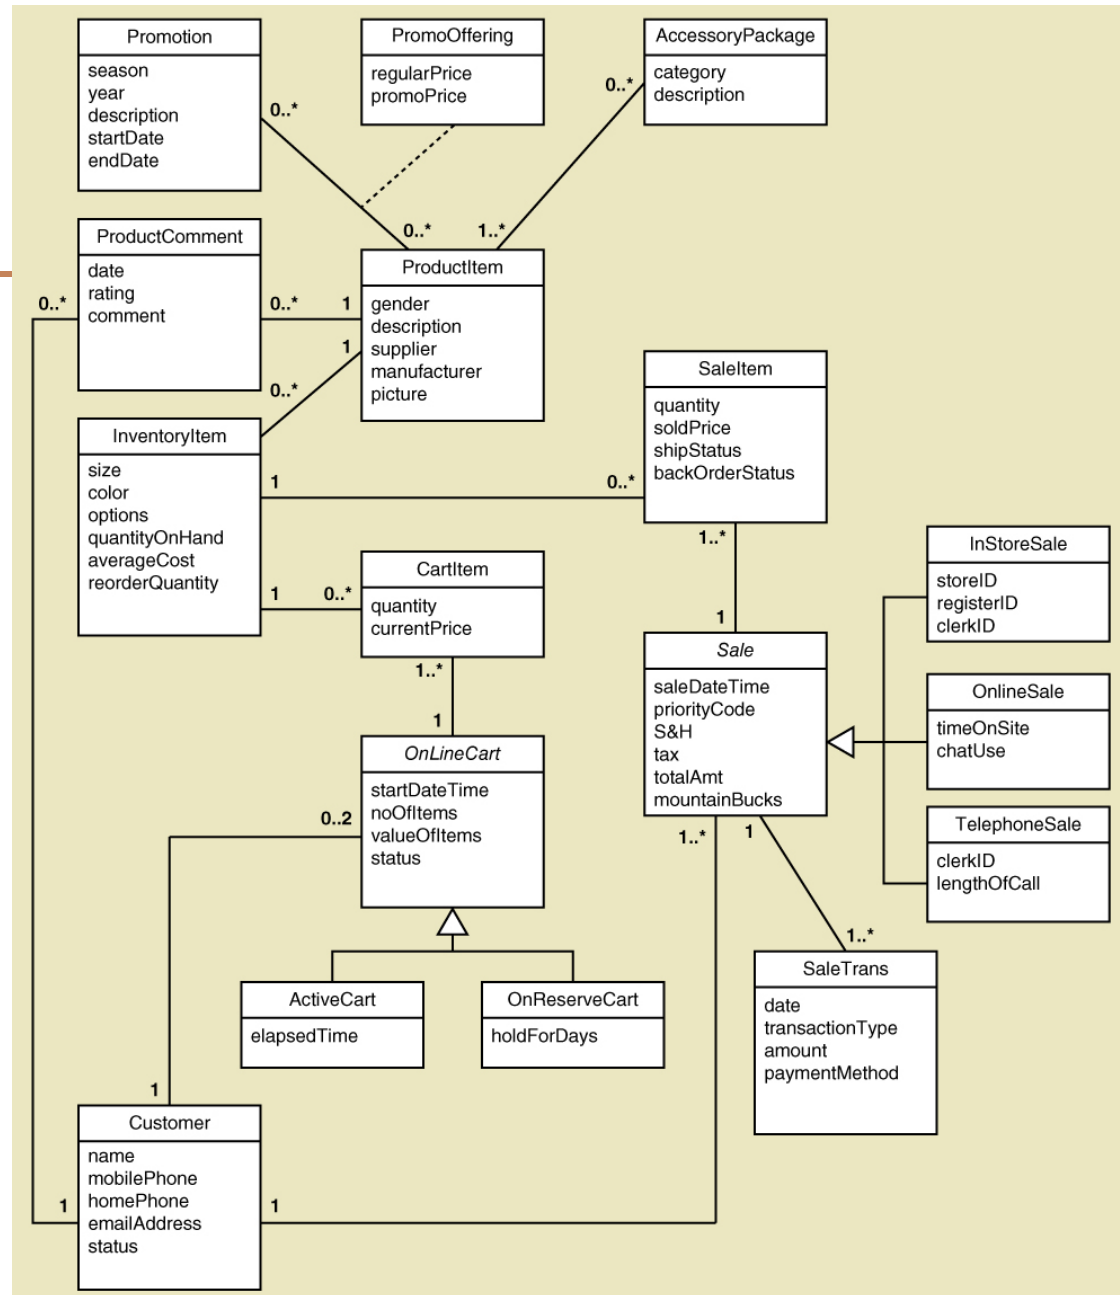 Promotion
season
year
description
startDate
endDate
PromoOffering
regularPrice
promoPrice
AccessoryPackage
category
description
0..*
0..*
0..*
1..*
ProductComment
date
rating
comment
0..*
0..*
1
ProductItem
gender
description
supplier
manufacturer
picture
1
0..*
InventoryItem
size
color
options
quantityOnHand
averageCost
reorderQuantity
SaleItem
quantity
soldPrice
shipStatus
backOrderStatus
1
0..*
1
0..*
CartItem
quantity
currentPrice
1..*
1
1..*
1
OnLineCart
startDateTime
noOfItems
valueOfItems
status
0..2
Sale
saleDateTime
priorityCode
S&H
tax
totalAmt
mountainBucks
InStoreSale
storeID
registerID
clerkID
OnlineSale
timeOnSite
chatUse
TelephoneSale
clerkID
lengthOfCall
1..*
1
1..*
ActiveCart
elapsedTime
OnReserveCart
holdForDays
SaleTrans
date
transactionType
amount
paymentMethod
1
Customer
name
mobilePhone
homePhone
emailAddress
status
1
1